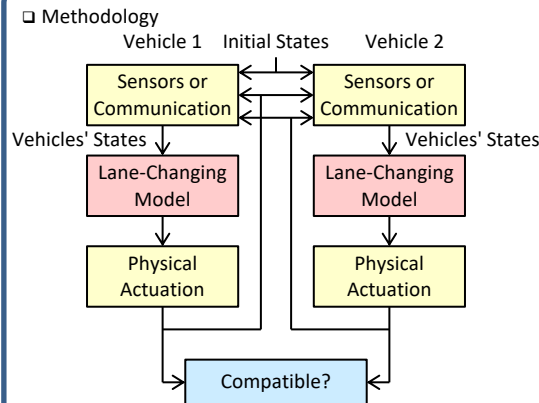 ❑ Methodology
Vehicle 1 Initial States Vehicle 2
Sensors or
Communication
Sensors or
Communication
Vehicles' States
Vehicles' States
Lane-Changing
Model
Lane-Changing
Model
Physical
Actuation
Physical
Actuation
Compatible?